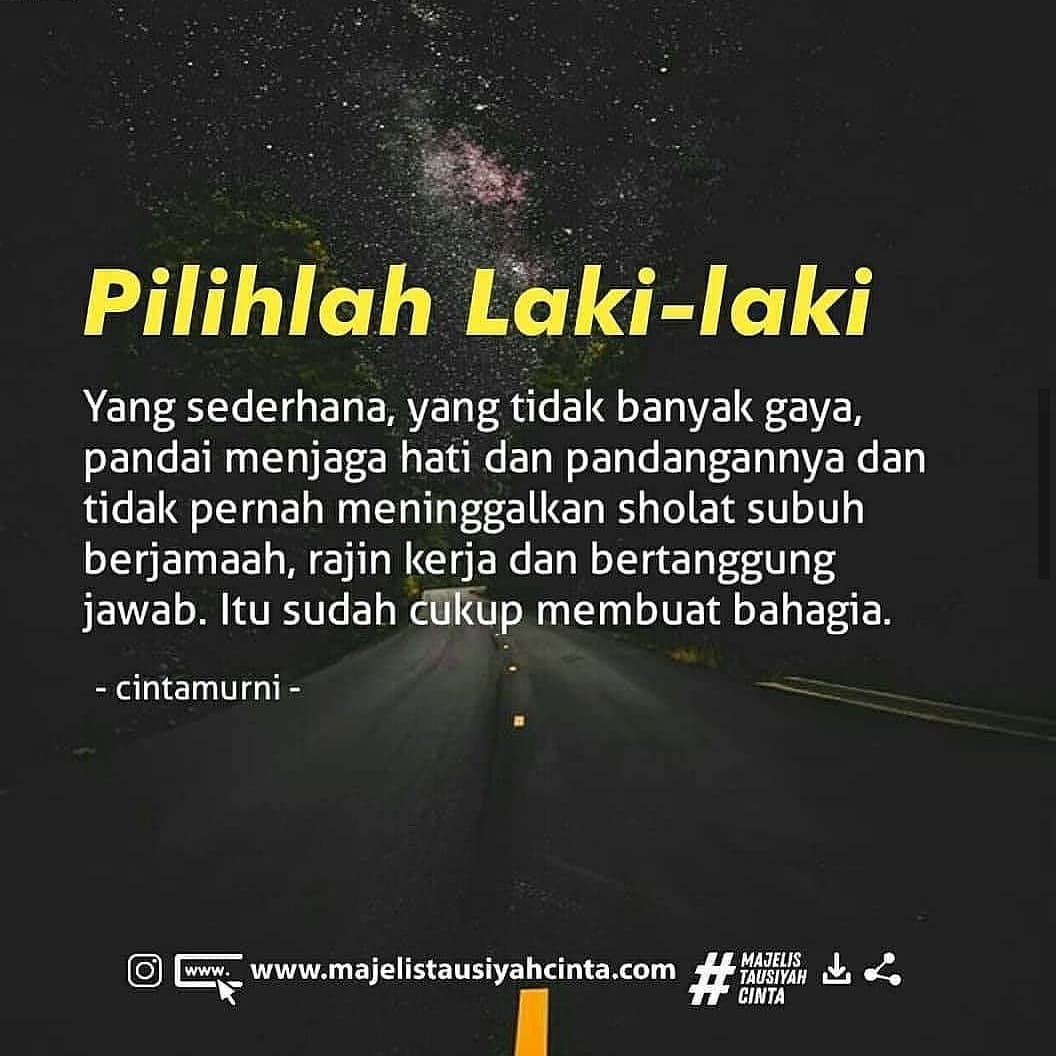 Pilihlah Laki-laki
Yang sederhana, yang tidak banyak gaya,
pandai menjaga hati dan pandangannya dan
tidak pernah meninggalkan sholat subuh
berjamaah, rajin kerja dan bertanggung
jawab. Itu sudah cukup membuat bahagia.
- cintamurni -
www. www.majelistausiyahcinta.com
# MAJELIS
TAUSIYAH
CINTA